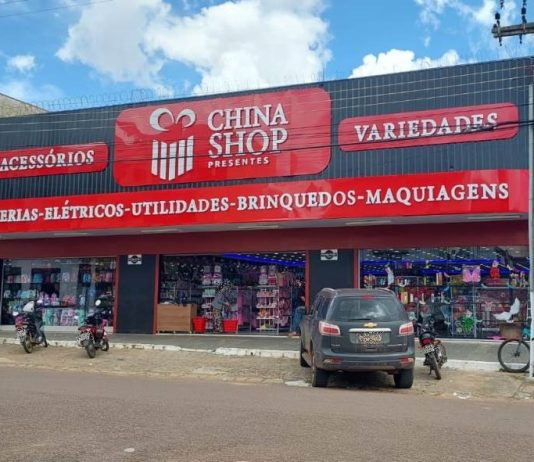 ACESSÓRIOS
CHINA
SHOP
PRESENTES
VARIEDADES
ERIAS-ELÉTRICOS-UTILIDADES-BRINQUEDOS-MAQUIAGENS